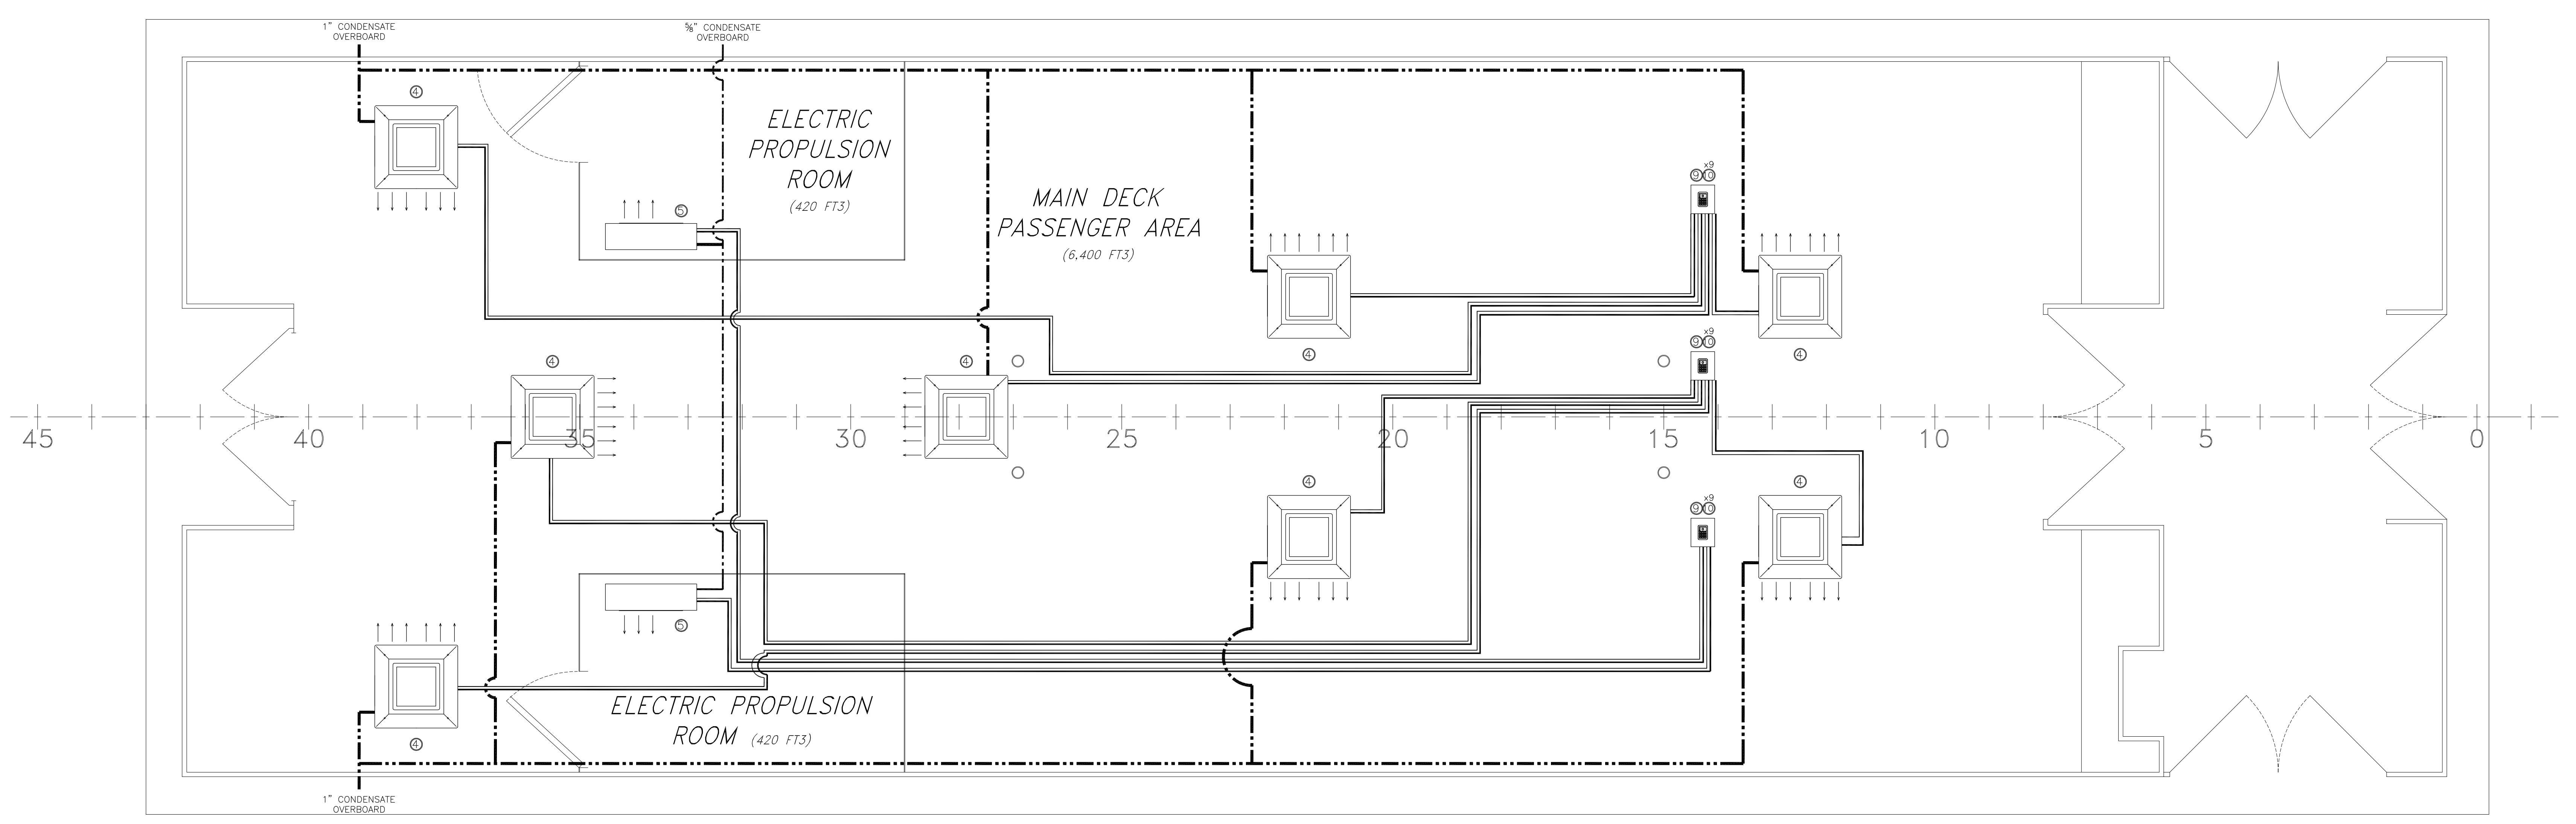 1" CONDENSATE
OVERBOARD
⅝" CONDENSATE
OVERBOARD
4
ELECTRIC
PROPULSION
ROOM
(420 FT3)
5
MAIN DECK
PASSENGER AREA
(6,400 FT3)
x9
9 10
4
4
x9
9 10
4
4
45 40 35 30 25 20 15 10 5 0
4
4
x9
9 10
5
ELECTRIC PROPULSION
ROOM (420 FT3)
4
1" CONDENSATE
OVERBOARD